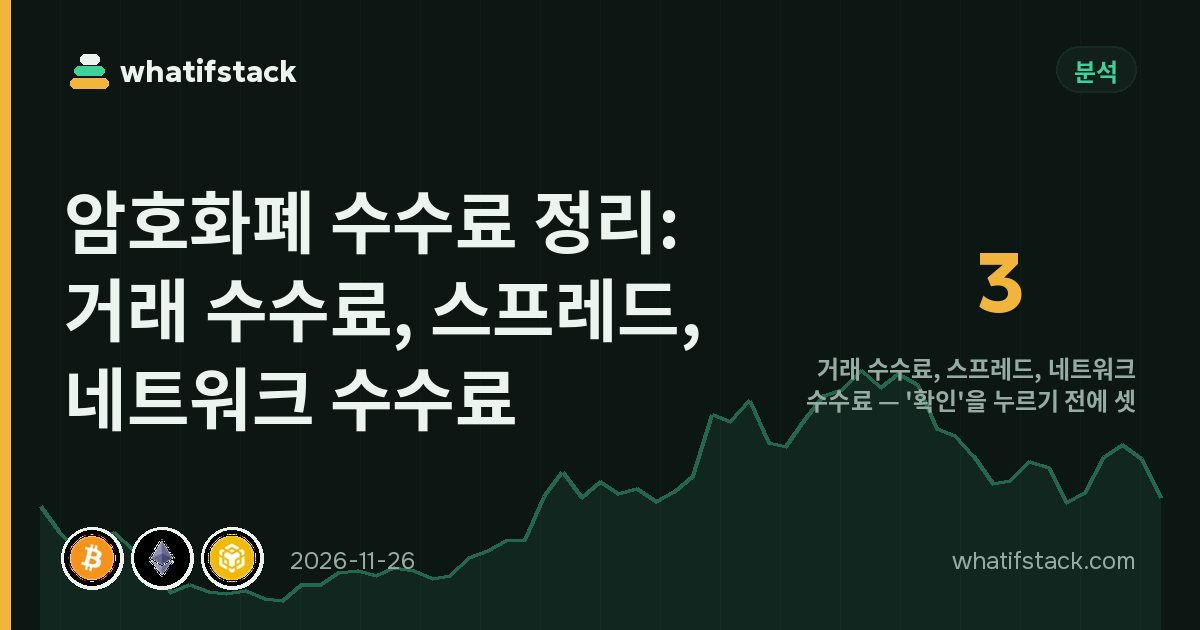 whatifstack
분석
암호화폐 수수료 정리:
거래 수수료, 스프레드,
네트워크 수수료
3
거래 수수료, 스프레드, 네트워크
수수료 — '확인'을 누르기 전에 셋
2026-11-26
whatifstack.com